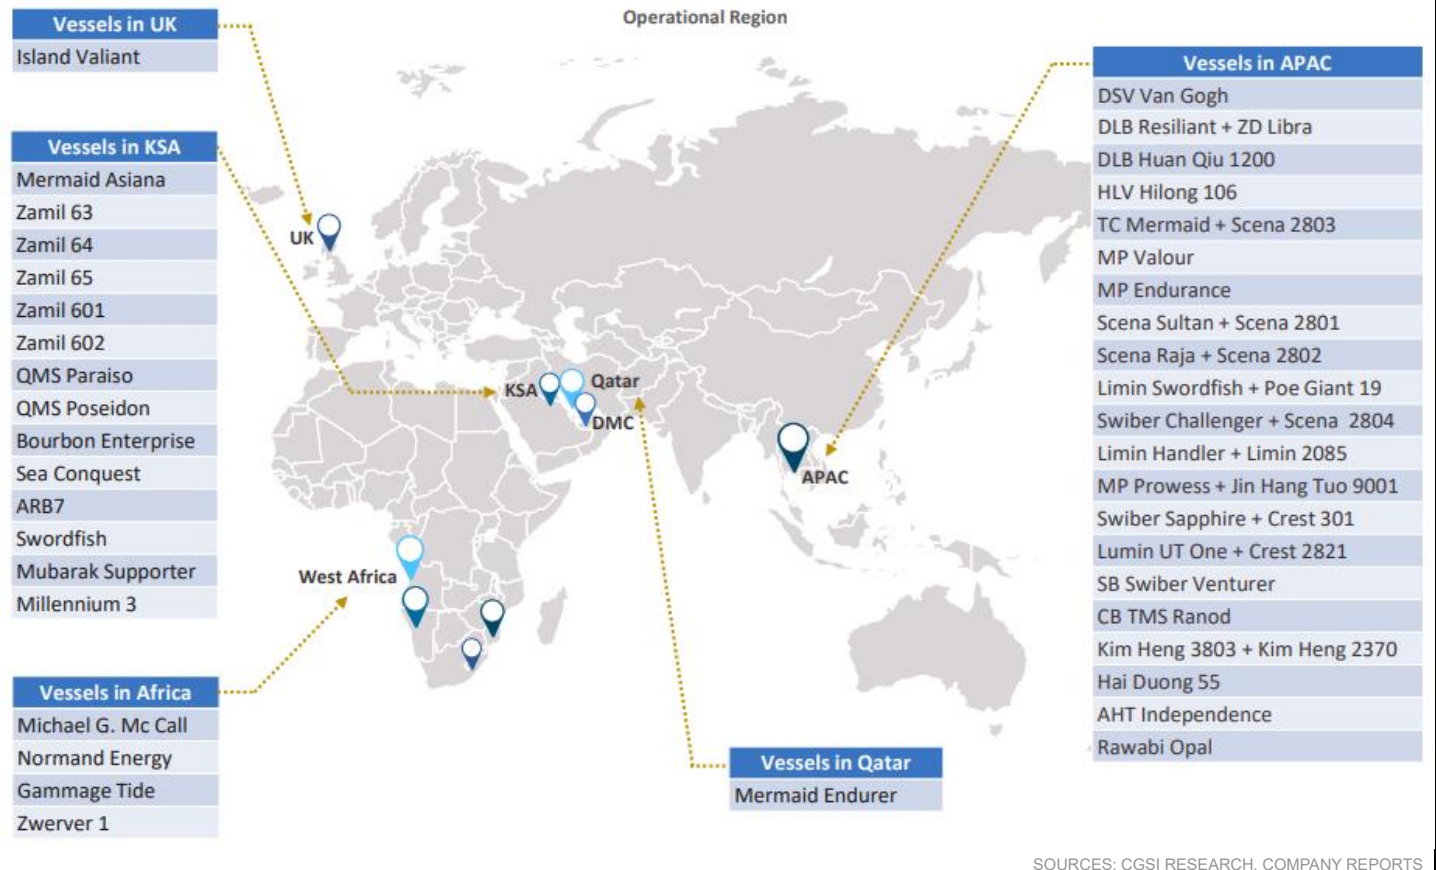 Operational Region
Vessels in UK
Island Valiant
Vessels in KSA
Mermaid Asiana
Zamil 63
Zamil 64
Zamil 65
Zamil 601
Zamil 602
QMS Paraiso
QMS Poseidon
Bourbon Enterprise
Sea Conquest
ARB7
Swordfish
Mubarak Supporter
Millennium 3
Vessels in Africa
Michael G. Mc Call
Normand Energy
Gammage Tide
Zwerver 1
UK
KSA
Qatar
DMC
APAC
West Africa
Vessels in Qatar
Mermaid Endurer
Vessels in APAC
DSV Van Gogh
DLB Resiliant + ZD Libra
DLB Huan Qiu 1200
HLV Hilong 106
TC Mermaid + Scena 2803
MP Valour
MP Endurance
Scena Sultan + Scena 2801
Scena Raja + Scena 2802
Limin Swordfish + Poe Giant 19
Swiber Challenger + Scena 2804
Limin Handler + Limin 2085
MP Prowess + Jin Hang Tuo 9001
Swiber Sapphire + Crest 301
Lumin UT One + Crest 2821
SB Swiber Venturer
CB TMS Ranod
Kim Heng 3803 + Kim Heng 2370
Hai Duong 55
AHT Independence
Rawabi Opal
SOURCES: CGSI RESEARCH, COMPANY REPORTS